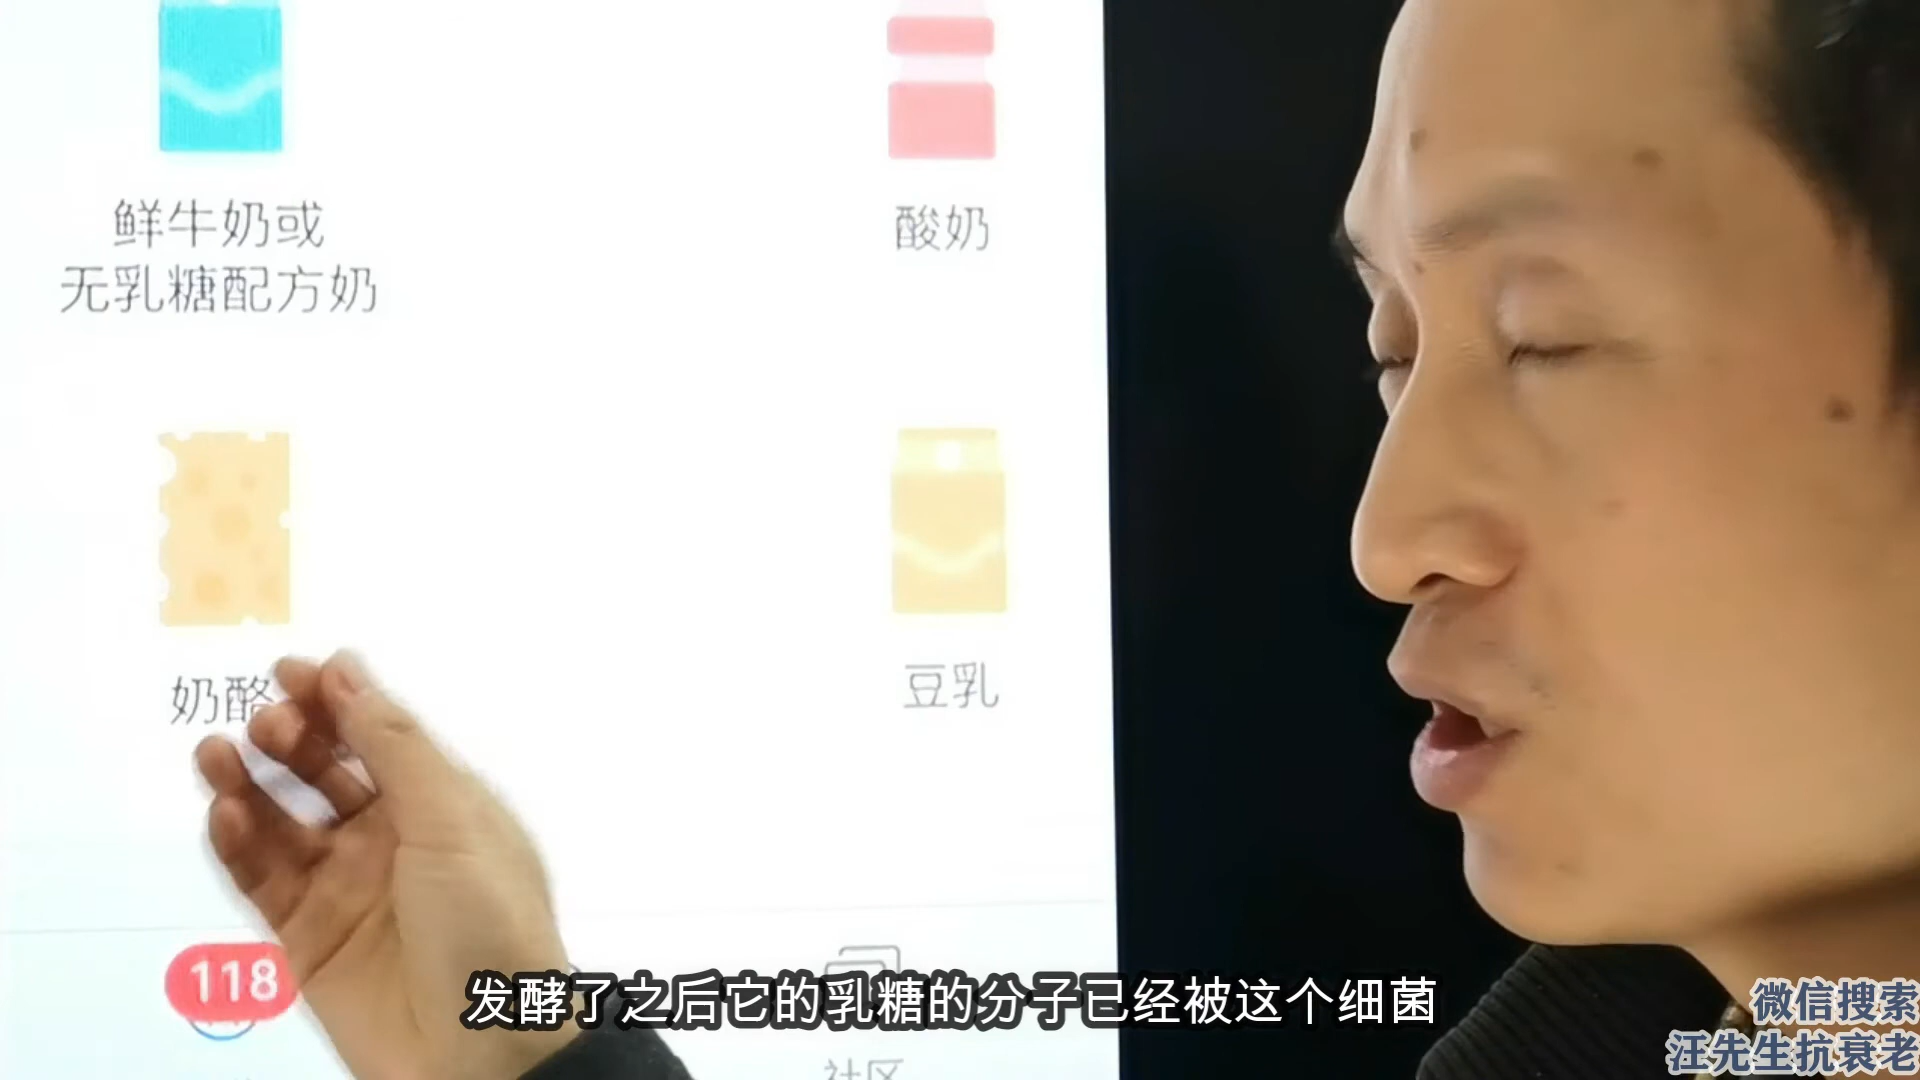 鲜牛奶或
无乳糖配方奶
酸奶
奶酪
豆乳
118
社区
发酵了之后它的乳糖的分子已经被这个细菌
微信搜索
汪先生抗衰老